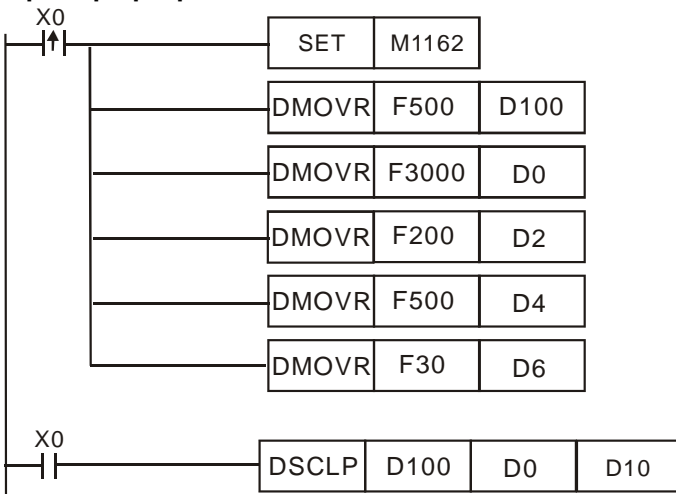 X0
SET M1162
DMOVR F500 D100
DMOVR F3000 D0
DMOVR F200 D2
DMOVR F500 D4
DMOVR F30 D6
X0
DSCLP D100 D0 D10